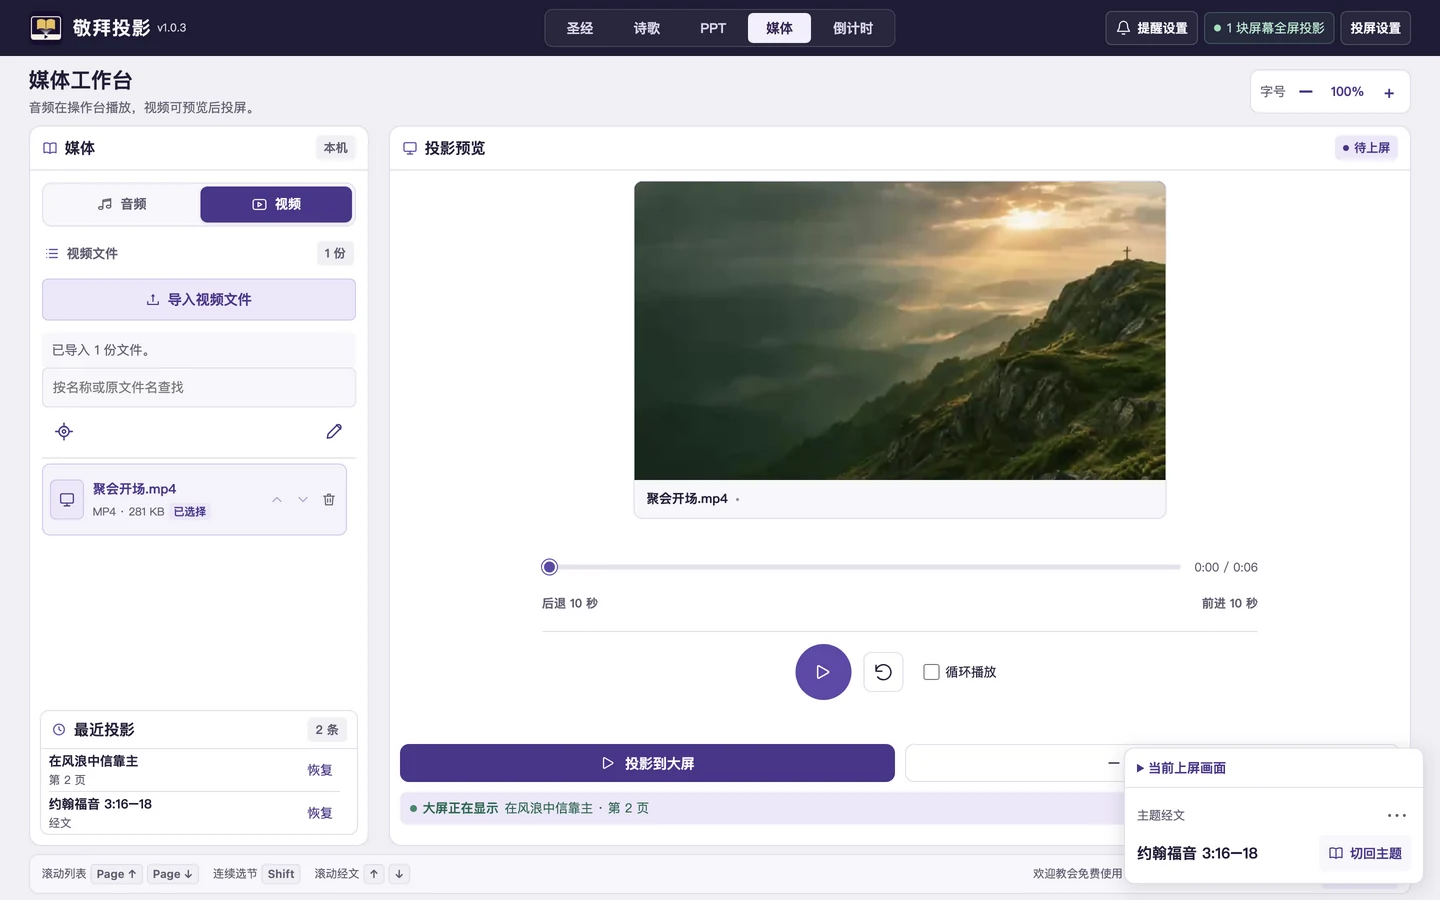 敬拜投影 v1.0.3
圣经
诗歌
PPT
媒体
倒计时
提醒设置
1 块屏幕全屏投影
投屏设置
媒体工作台
音频在操作台播放，视频可预览后投屏。
字号 — 100% +
媒体
本机
音频
视频
视频文件
1 份
导入视频文件
已导入 1 份文件。
按名称或原文件名查找
聚会开场.mp4
MP4 · 281 KB 已选择
最近投影
2 条
在风浪中信靠主
第 2 页
恢复
约翰福音 3:16—18
经文
恢复
投影预览
待上屏
聚会开场.mp4 •
0:00 / 0:06
后退 10 秒
前进 10 秒
循环播放
投影到大屏
大屏正在显示 在风浪中信靠主 · 第 2 页
当前上屏画面
主题经文
约翰福音 3:16—18
切回主题
滚动列表 Page ↑ Page ↓ 连续选节 Shift 滚动经文 ↑ ↓
欢迎教会免费使用